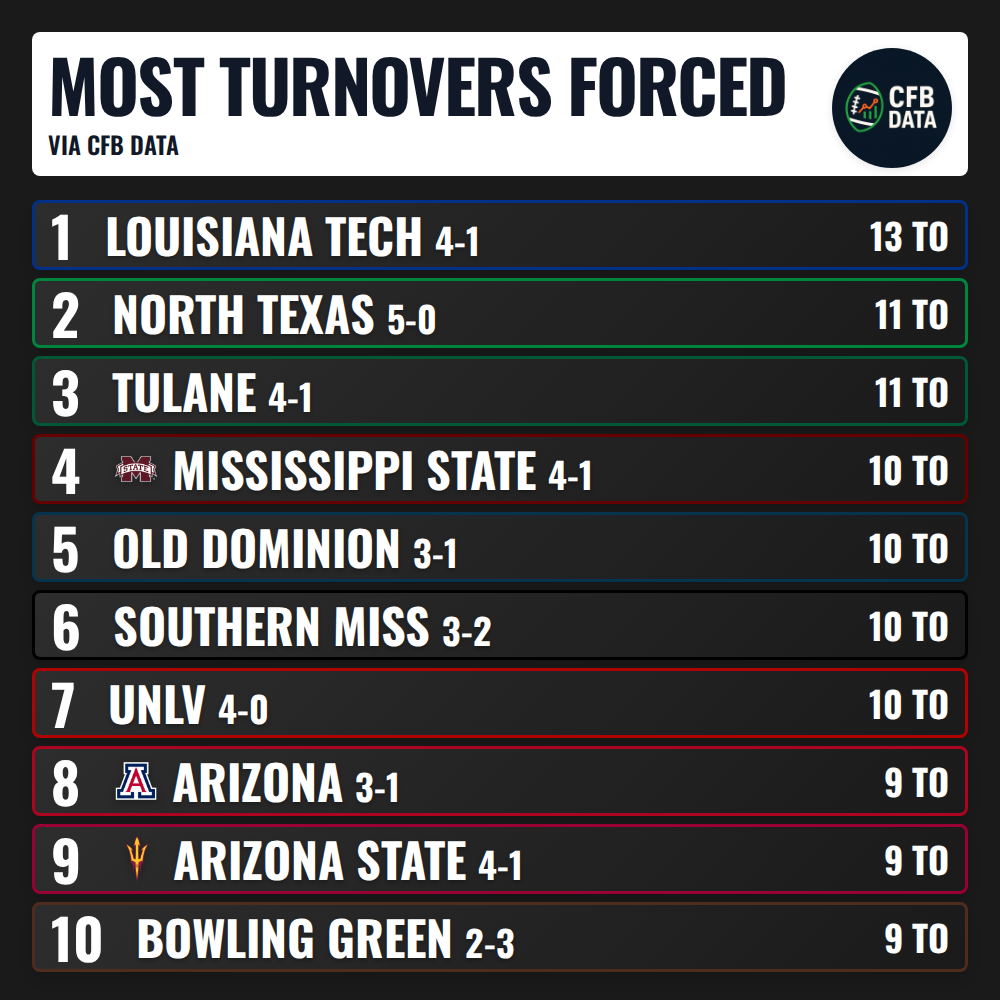 MOST TURNOVERS FORCED
VIA CFB DATA
CFB
DATA
1 LOUISIANA TECH 4-1 13 TO
2 NORTH TEXAS 5-0 11 TO
3 TULANE 4-1 11 TO
4 STATE MISSISSIPPI STATE 4-1 10 TO
5 OLD DOMINION 3-1 10 TO
6 SOUTHERN MISS 3-2 10 TO
7 UNLV 4-0 10 TO
8 A ARIZONA 3-1 9 TO
9 ARIZONA STATE 4-1 9 TO
10 BOWLING GREEN 2-3 9 TO